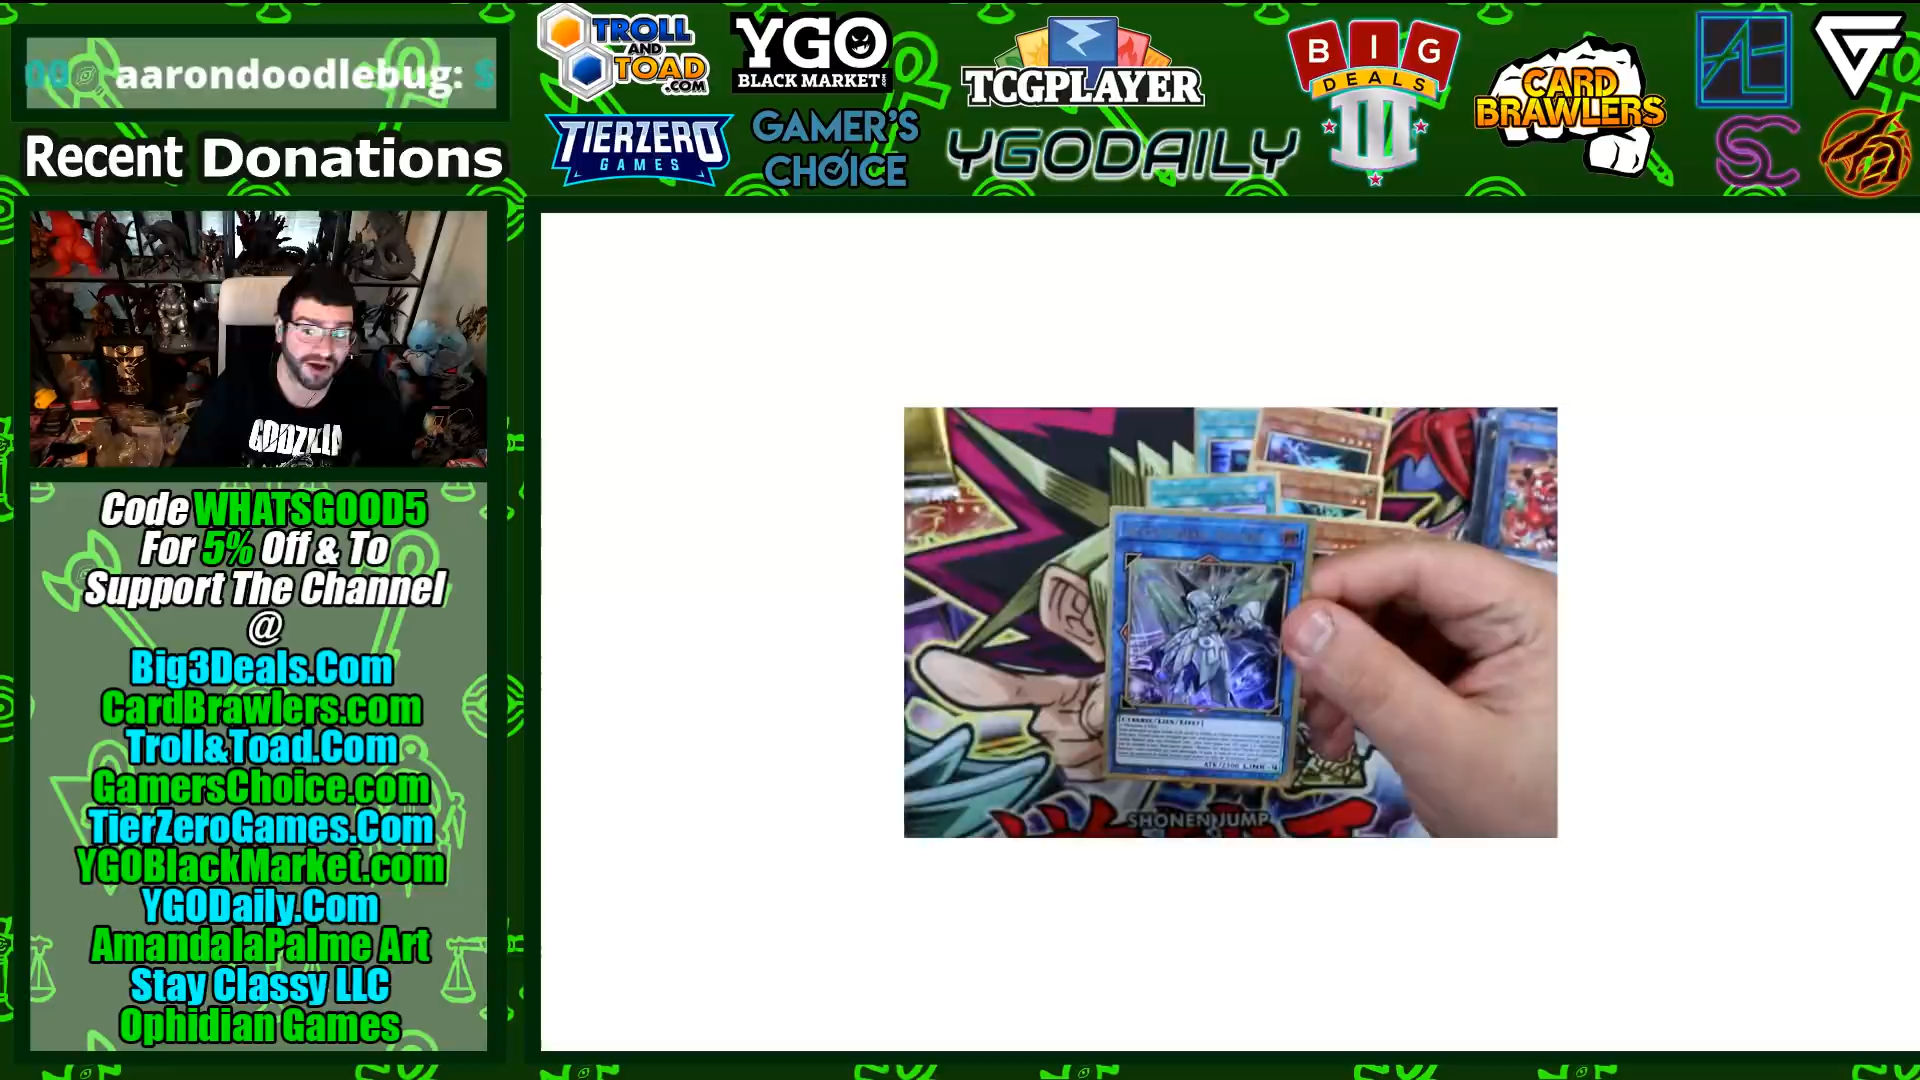 aarondoodlebug: $
Recent Donations
TROLL
AND
TOAD
.COM
YGO
BLACK MARKET
TCGPLAYER
BIG
DEALS
III
CARD
BRAWLERS
TIERZERO
GAMES
GAMER'S
CHOICE
YGODAILY
SC
GODZILLA
Code WHATSGOOD5
For 5% Off & To
Support The Channel
@
Big3Deals.Com
CardBrawlers.com
Troll&Toad.Com
GamersChoice.com
TierZeroGames.Com
YGOBlackMarket.com
YGODaily.Com
AmandalaPalme Art
Stay Classy LLC
Ophidian Games
SHONEN JUMP